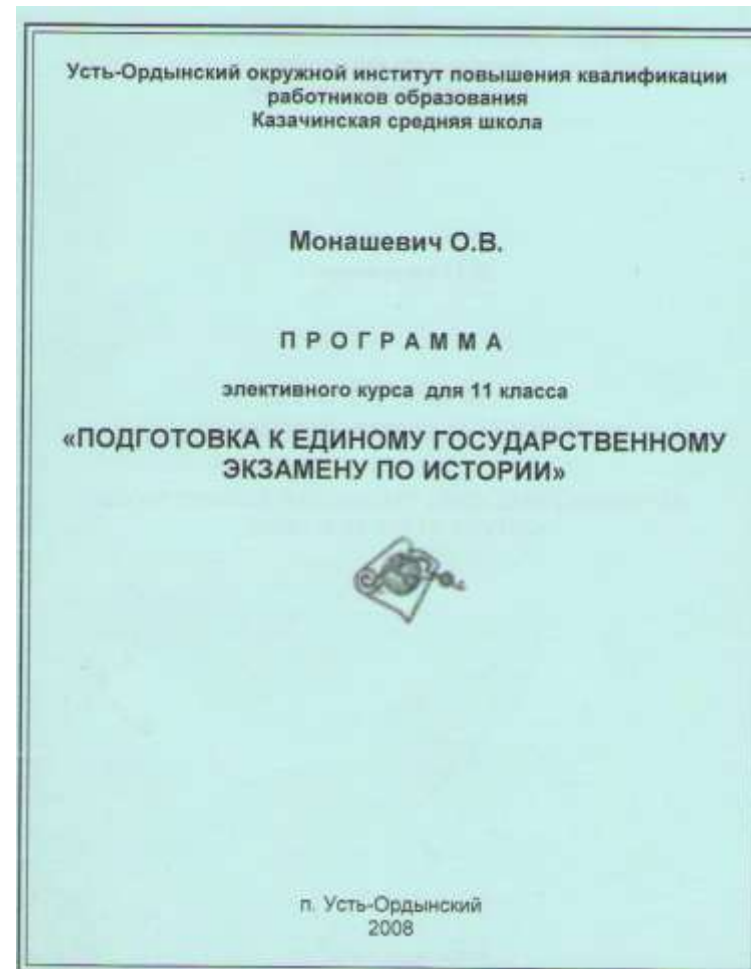 Усть-Ордынский окружной институт повышения квалификации
работников образования
Казачинская средняя школа
Монашевич О.В.
П Р О Г Р А М М А
элективного курса для 11 класса
«ПОДГОТОВКА К ЕДИНОМУ ГОСУДАРСТВЕННОМУ
ЭКЗАМЕНУ ПО ИСТОРИИ»
п. Усть-Ордынский
2008